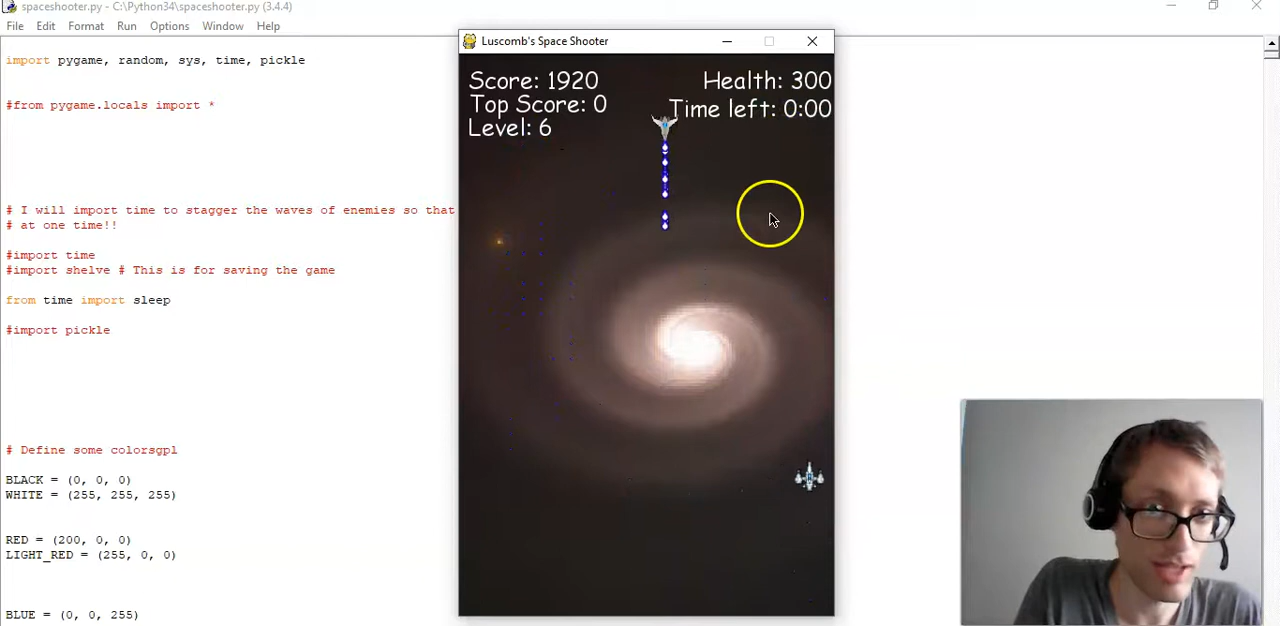 spaceshooter.py - C:\Python34\spaceshooter.py (3.4.4)
File Edit Format Run Options Window Help
import pygame, random, sys, time, pickle
#from pygame.locals import *
# I will import time to stagger the waves of enemies so that
# at one time!!
#import time
#import shelve # This is for saving the game
from time import sleep
#import pickle
# Define some colorsgpl
BLACK = (0, 0, 0)
WHITE = (255, 255, 255)
RED = (200, 0, 0)
LIGHT_RED = (255, 0, 0)
BLUE = (0, 0, 255)
Luscomb's Space Shooter
Score: 1920
Health: 300
Top Score: 0
Time left: 0:00
Level: 6